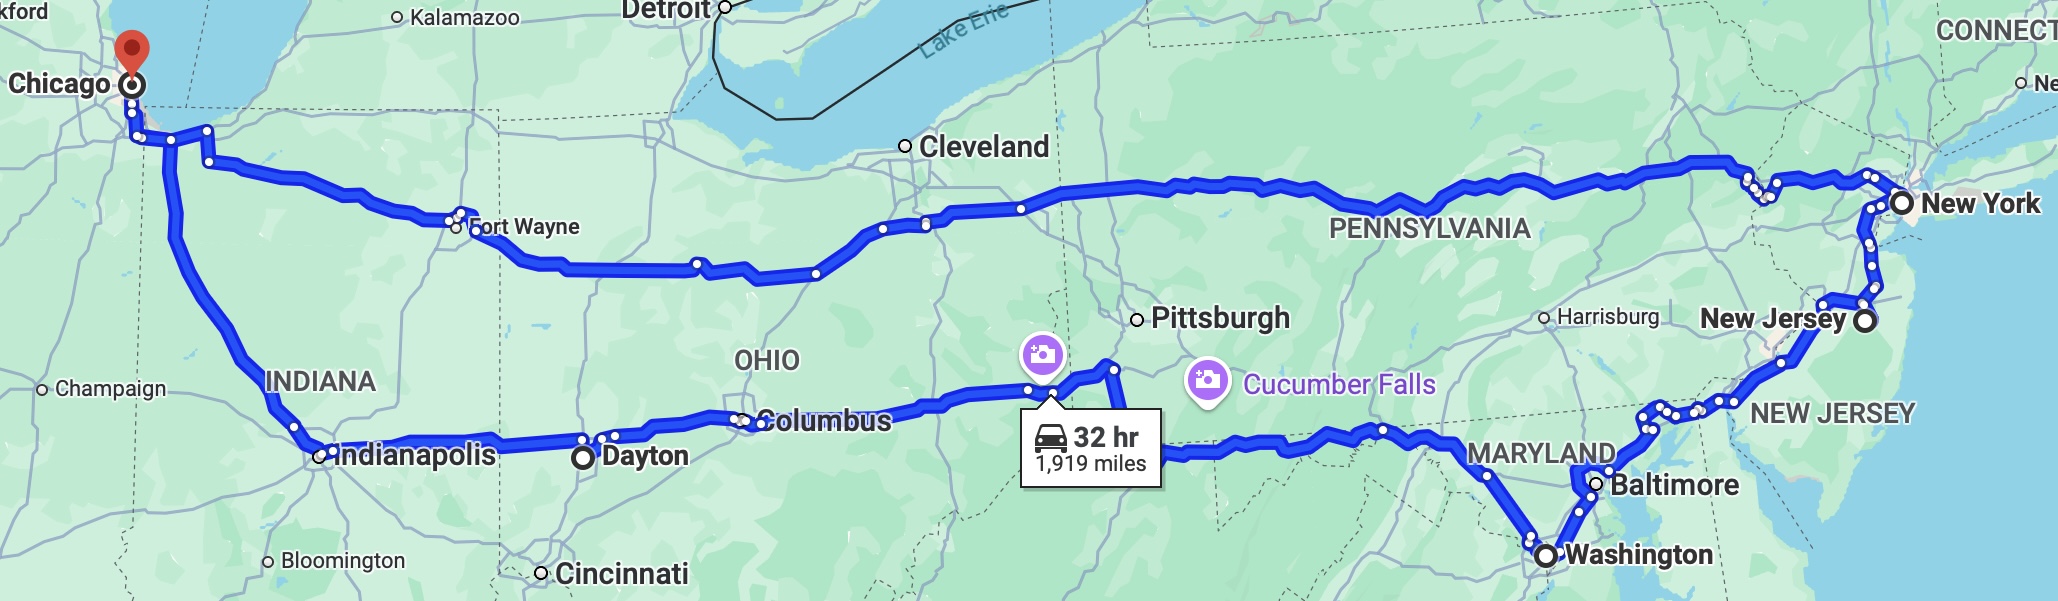 kford
Kalamazoo
Detroit
Lake Erie
CONNECT
Chicago
Ne
Cleveland
Fort Wayne
New York
PENNSYLVANIA
Pittsburgh
Harrisburg
New Jersey
OHIO
INDIANA
Champaign
Cucumber Falls
Columbus
NEW JERSEY
32 hr
1,919 miles
Indianapolis
Dayton
MARYLAND
Baltimore
Washington
Bloomington
Cincinnati